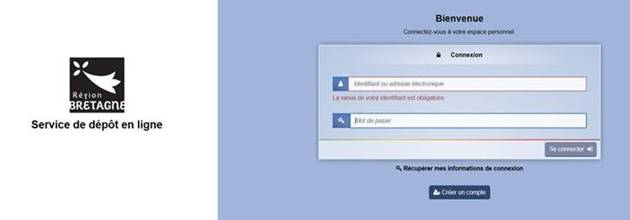 Région
BRETAGNE
Service de dépôt en ligne
Bienvenue
Connectez-vous à votre espace personnel.
Connexion
Identifiant ou adresse électronique
La saisie de votre identifiant est obligatoire
Mot de passe
Se connecter
Récupérer mes informations de connexion
Créer un compte